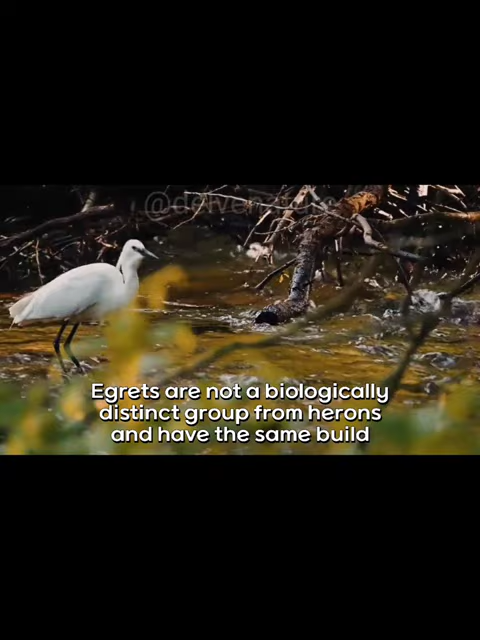 Egrets are not a biologically
distinct group from herons
and have the same build